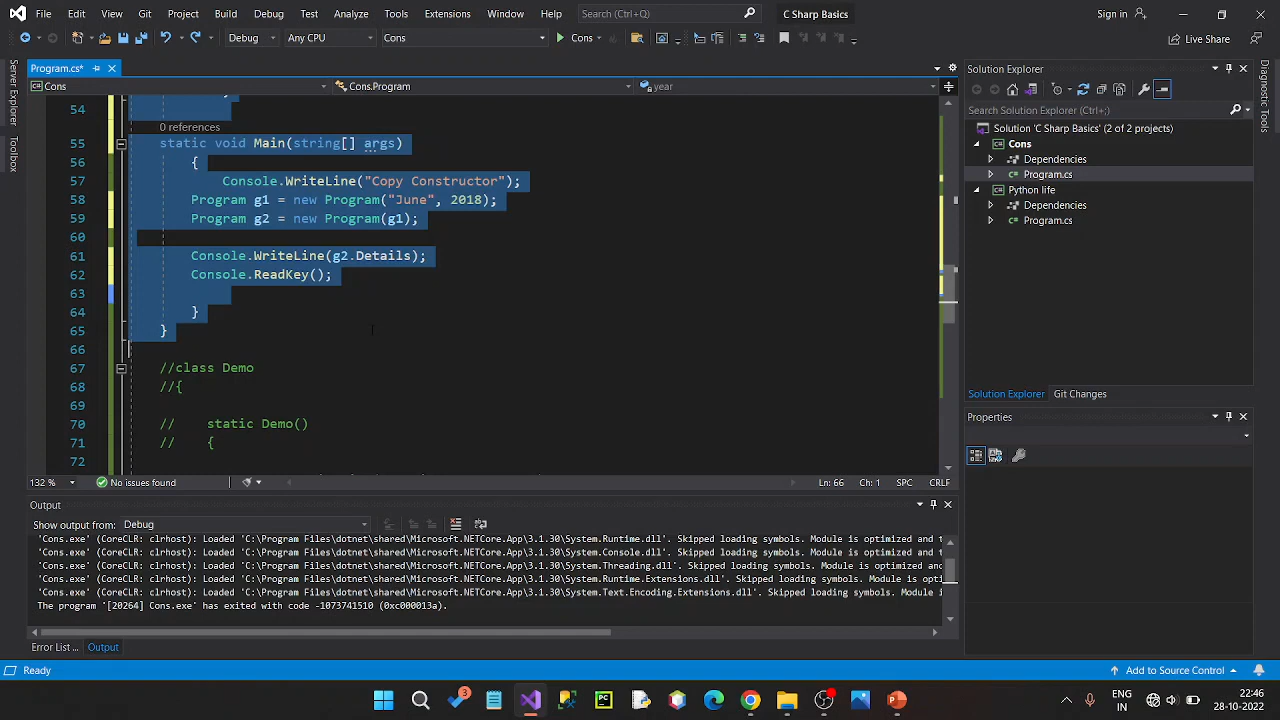 File Edit View Git Project Build Debug Test Analyze Tools Extensions Window Help Search (Ctrl+Q) C Sharp Basics Sign in
Debug Any CPU Cons Cons Live Share
Server Explorer
Toolbox
Program.cs*
Cons Cons.Program year
54
0 references
55 static void Main(string[] args)
56 {
57 Console.WriteLine("Copy Constructor");
58 Program g1 = new Program("June", 2018);
59 Program g2 = new Program(g1);
60
61 Console.WriteLine(g2.Details);
62 Console.ReadKey();
63
64 }
65 }
66
67 //class Demo
68 //{
69
70 // static Demo()
71 // {
72
132 % No issues found Ln: 66 Ch: 1 SPC CRLF
Output
Show output from: Debug
'Cons.exe' (CoreCLR: clrhost): Loaded 'C:\Program Files\dotnet\shared\Microsoft.NETCore.App\3.1.30\System.Runtime.dll'. Skipped loading symbols. Module is optimized and t
'Cons.exe' (CoreCLR: clrhost): Loaded 'C:\Program Files\dotnet\shared\Microsoft.NETCore.App\3.1.30\System.Console.dll'. Skipped loading symbols. Module is optimized and t
'Cons.exe' (CoreCLR: clrhost): Loaded 'C:\Program Files\dotnet\shared\Microsoft.NETCore.App\3.1.30\System.Threading.dll'. Skipped loading symbols. Module is optimized and
'Cons.exe' (CoreCLR: clrhost): Loaded 'C:\Program Files\dotnet\shared\Microsoft.NETCore.App\3.1.30\System.Runtime.Extensions.dll'. Skipped loading symbols. Module is opti
'Cons.exe' (CoreCLR: clrhost): Loaded 'C:\Program Files\dotnet\shared\Microsoft.NETCore.App\3.1.30\System.Text.Encoding.Extensions.dll'. Skipped loading symbols. Module i
The program '[20264] Cons.exe' has exited with code -1073741510 (0xc000013a).
Error List ... Output
Solution Explorer
Search Solution Explorer (Ctrl+;)
Solution 'C Sharp Basics' (2 of 2 projects)
Cons
Dependencies
Program.cs
Python life
Dependencies
Program.cs
Solution Explorer Git Changes
Properties
Diagnostic Tools
Ready Add to Source Control
3 PC ENG IN 22:46 28-10-2022